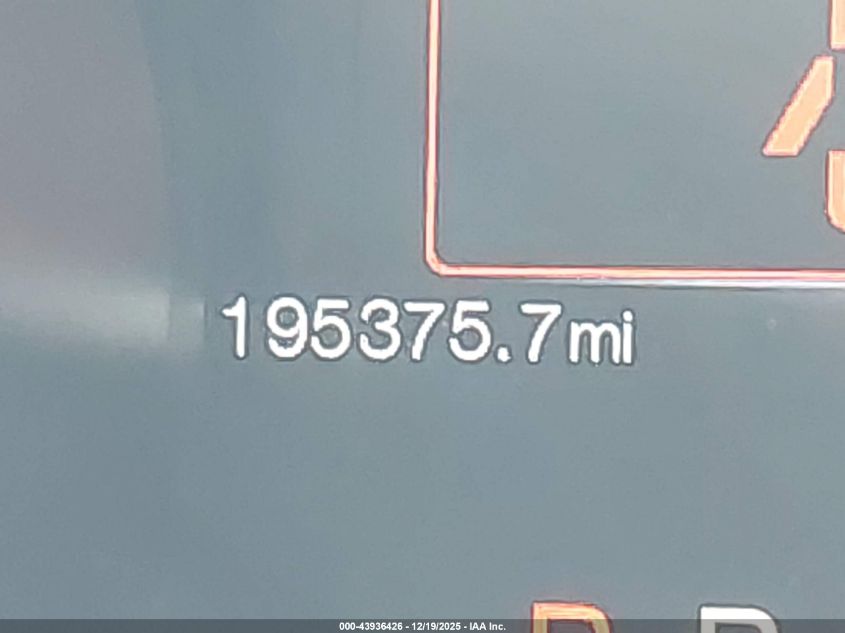 195375.7mi
P R
000-43936426 - 12/19/2025 - IAA Inc.